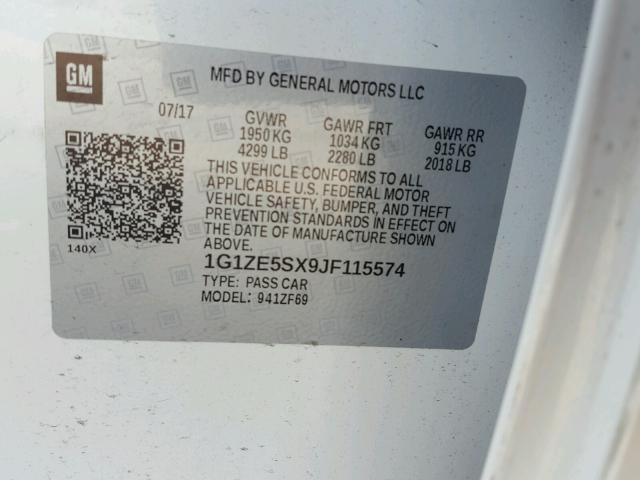 GM
MFD BY GENERAL MOTORS LLC
07/17
GVWR GAWR FRT GAWR RR
1950 KG 1034 KG 915 KG
4299 LB 2280 LB 2018 LB
THIS VEHICLE CONFORMS TO ALL
APPLICABLE U.S. FEDERAL MOTOR
VEHICLE SAFETY, BUMPER, AND THEFT
PREVENTION STANDARDS IN EFFECT ON
THE DATE OF MANUFACTURE SHOWN
ABOVE.
140X
1G1ZE5SX9JF115574
TYPE: PASS CAR
MODEL: 941ZF69